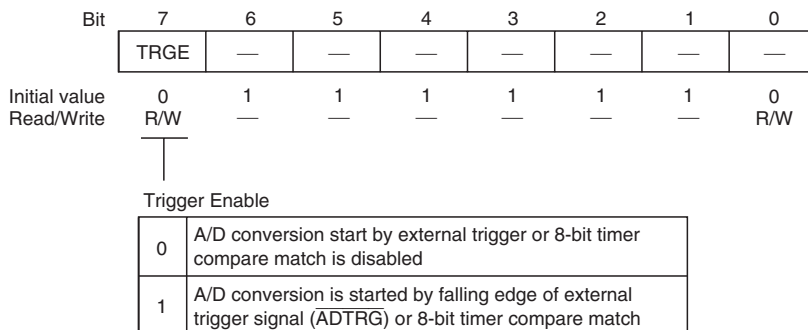 Bit 7 6 5 4 3 2 1 0
TRGE — — — — — — —
Initial value 0 1 1 1 1 1 1 0
Read/Write R/W — — — — — — R/W
Trigger Enable
0 A/D conversion start by external trigger or 8-bit timer
compare match is disabled
1 A/D conversion is started by falling edge of external
trigger signal (ADTRG) or 8-bit timer compare match